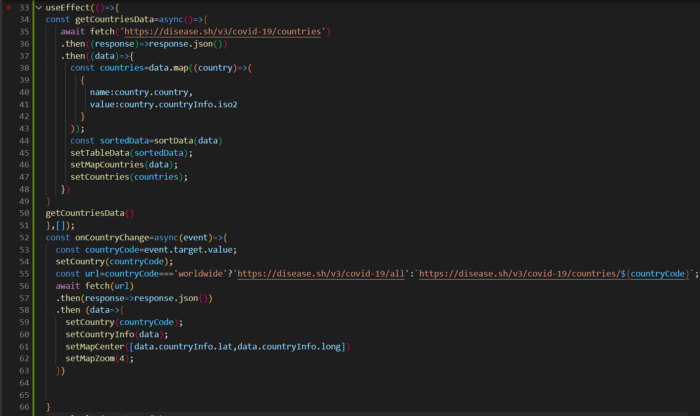 33 useEffect(()=>{
34 const getCountriesData=async()=>{
35 await fetch('https://disease.sh/v3/covid-19/countries')
36 .then((response)=>response.json())
37 .then((data)=>{
38 const countries=data.map((country)=>(
39 {
40 name:country.country,
41 value:country.countryInfo.iso2
42 }
43 ));
44 const sortedData=sortData(data)
45 setTableData(sortedData);
46 setMapCountries(data);
47 setCountries(countries);
48 })
49 }
50 getCountriesData()
51 },[]);
52 const onCountryChange=async(event)=>{
53 const countryCode=event.target.value;
54 setCountry(countryCode);
55 const url=countryCode==='worldwide'?'https://disease.sh/v3/covid-19/all':`https://disease.sh/v3/covid-19/countries/${countryCode}`;
56 await fetch(url)
57 .then(response=>response.json())
58 .then (data=>{
59 setCountry(countryCode);
60 setCountryInfo(data);
61 setMapCenter([data.countryInfo.lat,data.countryInfo.long])
62 setMapZoom(4);
63 })
64
65
66 }